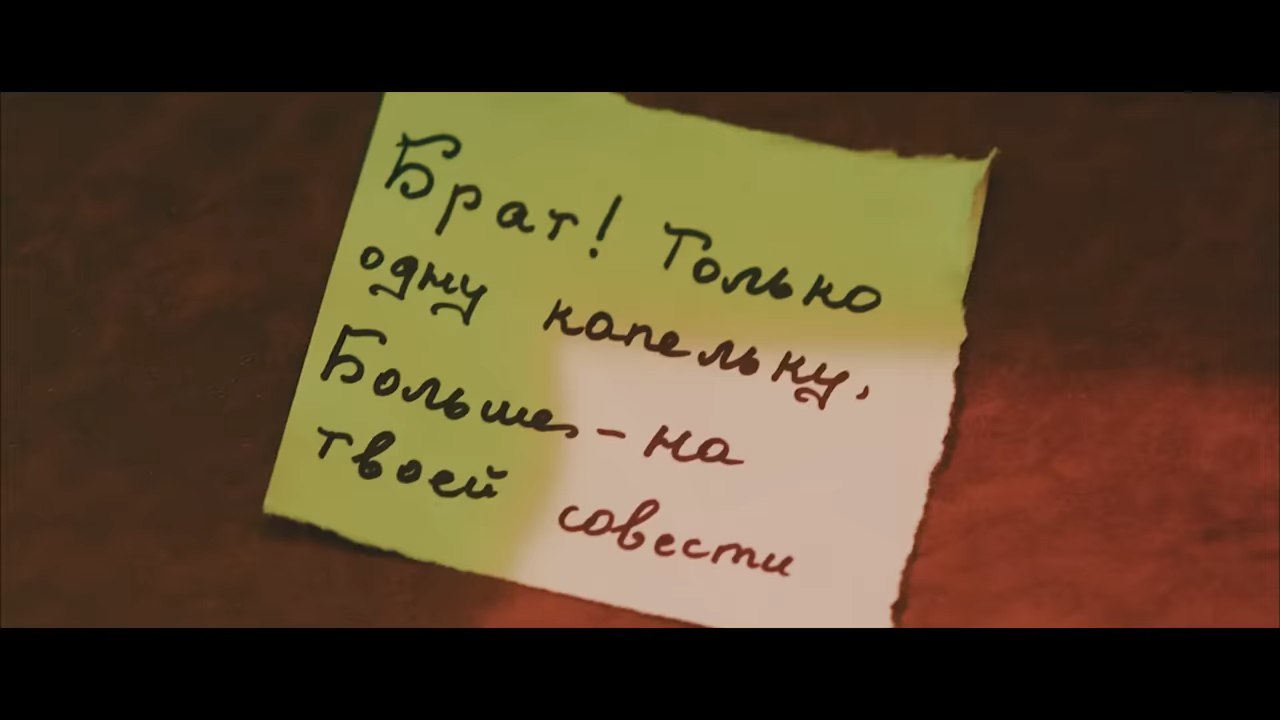 Брат! Только
одну капельку,
Больше - на
твоей совести